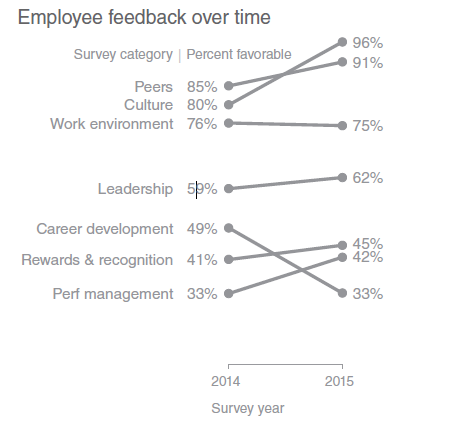 Employee feedback over time
Survey category | Percent favorable
96%
91%
Peers 85%
Culture 80%
Work environment 76%
75%
Leadership 59%
62%
Career development 49%
45%
42%
Rewards & recognition 41%
Perf management 33%
33%
2014 2015
Survey year